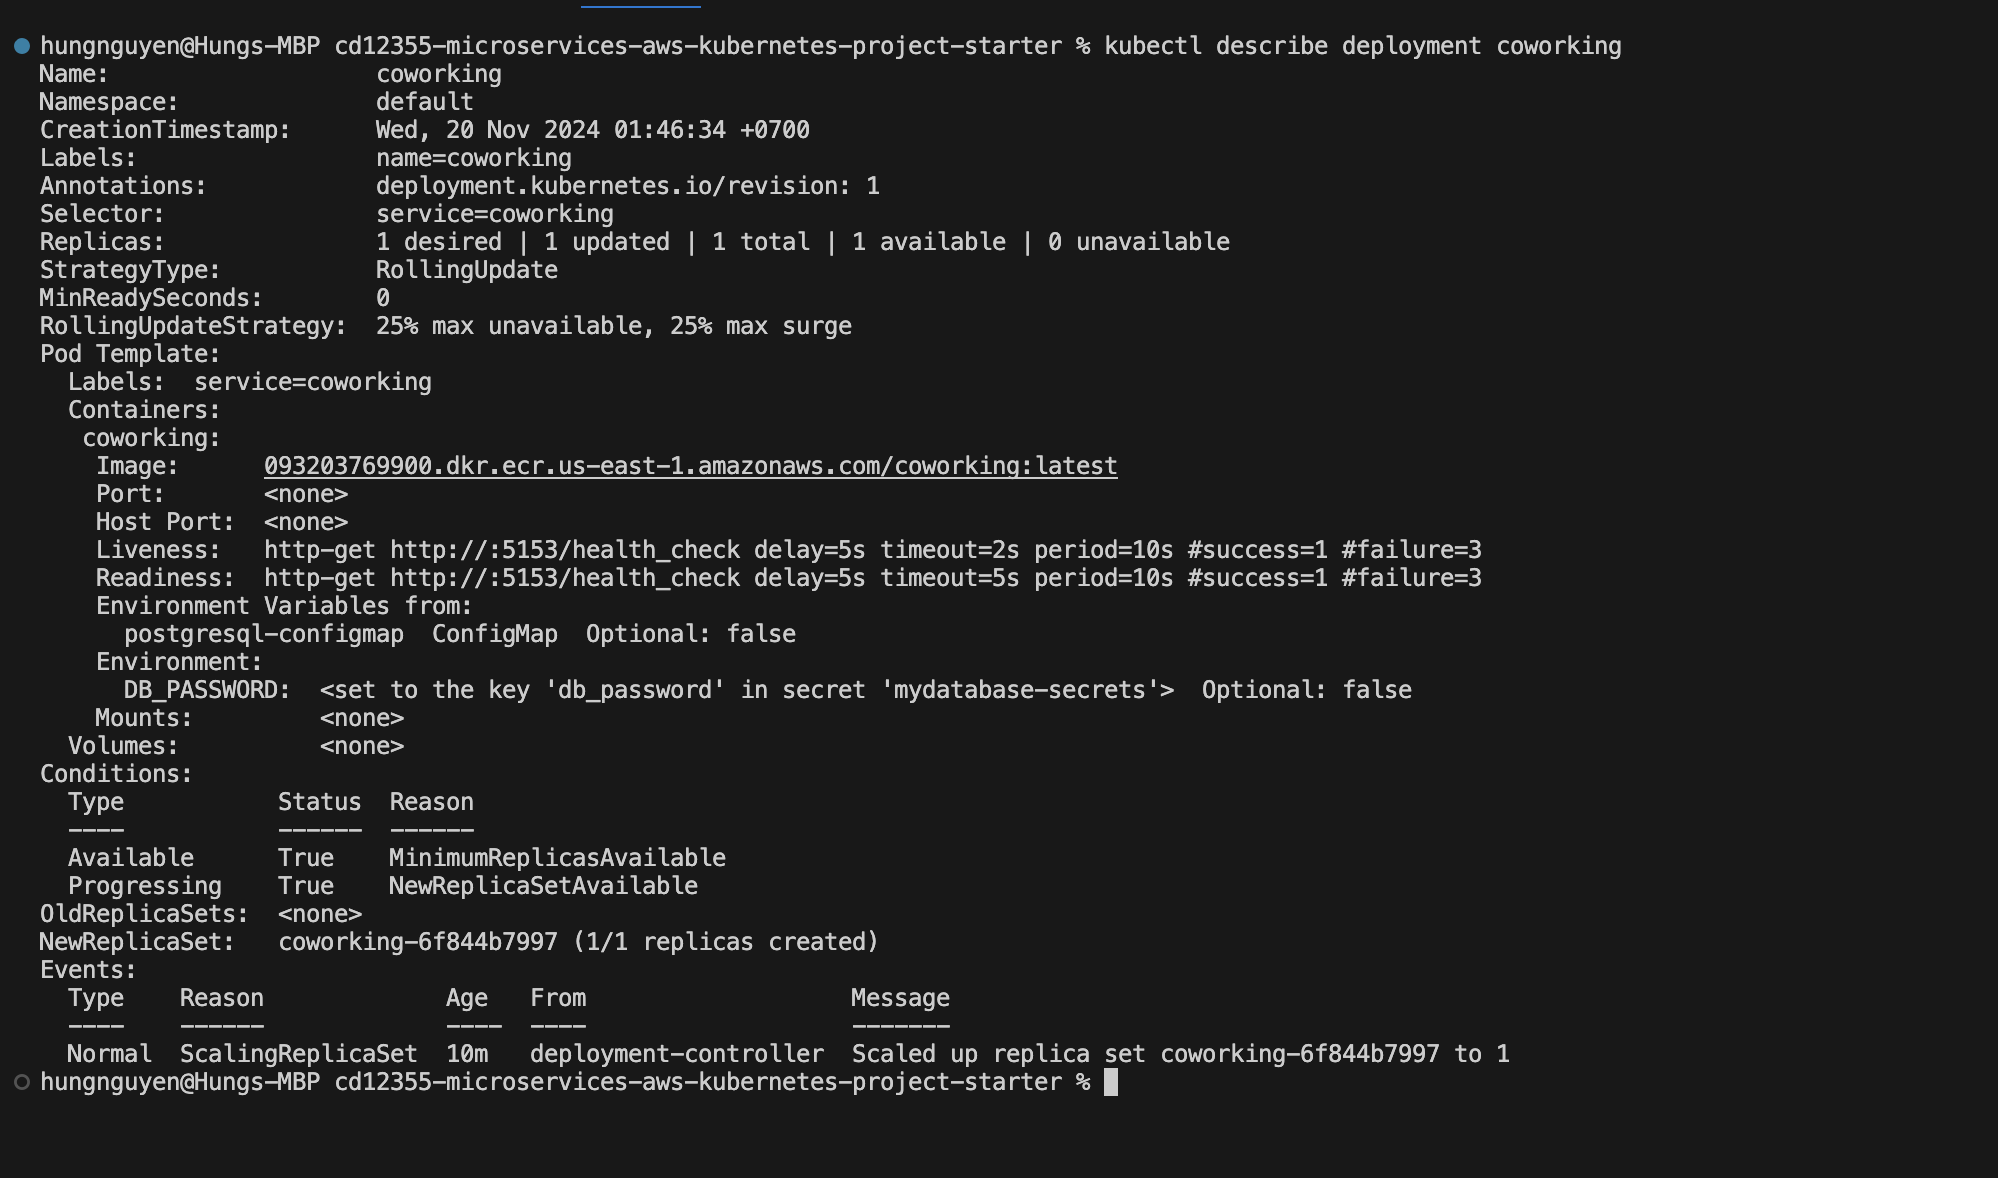 hungnguyen@Hungs-MBP cd12355-microservices-aws-kubernetes-project-starter % kubectl describe deployment coworking
Name:                   coworking
Namespace:              default
CreationTimestamp:      Wed, 20 Nov 2024 01:46:34 +0700
Labels:                 name=coworking
Annotations:            deployment.kubernetes.io/revision: 1
Selector:               service=coworking
Replicas:               1 desired | 1 updated | 1 total | 1 available | 0 unavailable
StrategyType:           RollingUpdate
MinReadySeconds:        0
RollingUpdateStrategy:  25% max unavailable, 25% max surge
Pod Template:
  Labels:  service=coworking
  Containers:
   coworking:
    Image:      093203769900.dkr.ecr.us-east-1.amazonaws.com/coworking:latest
    Port:       <none>
    Host Port:  <none>
    Liveness:   http-get http://:5153/health_check delay=5s timeout=2s period=10s #success=1 #failure=3
    Readiness:  http-get http://:5153/health_check delay=5s timeout=5s period=10s #success=1 #failure=3
    Environment Variables from:
      postgresql-configmap  ConfigMap  Optional: false
    Environment:
      DB_PASSWORD:  <set to the key 'db_password' in secret 'mydatabase-secrets'>  Optional: false
    Mounts:         <none>
  Volumes:          <none>
Conditions:
  Type           Status  Reason
  ----           ------  ------
  Available      True    MinimumReplicasAvailable
  Progressing    True    NewReplicaSetAvailable
OldReplicaSets:  <none>
NewReplicaSet:   coworking-6f844b7997 (1/1 replicas created)
Events:
  Type    Reason             Age   From                   Message
  ----    ------             ----  ----                   -------
  Normal  ScalingReplicaSet  10m   deployment-controller  Scaled up replica set coworking-6f844b7997 to 1
hungnguyen@Hungs-MBP cd12355-microservices-aws-kubernetes-project-starter %